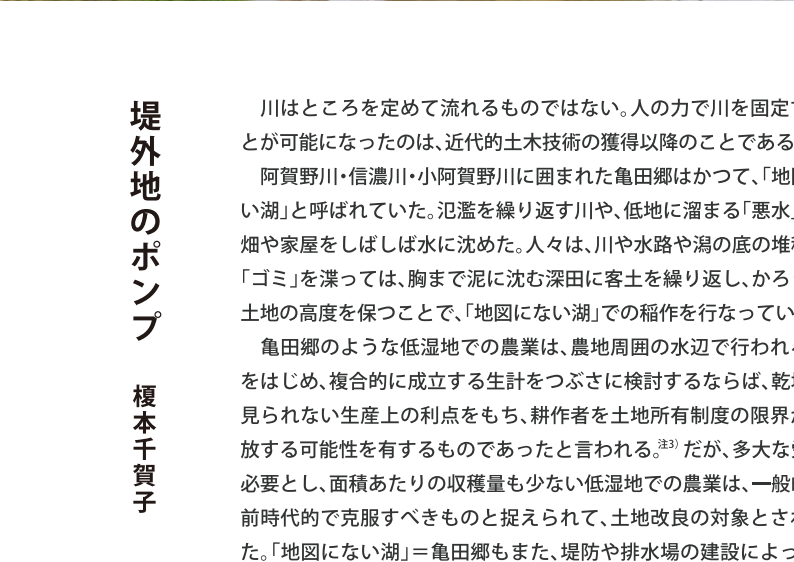 堤外地のポンプ
榎本千賀子
川はところを定めて流れるものではない。人の力で川を固定
とが可能になったのは、近代的土木技術の獲得以降のことである
阿賀野川・信濃川・小阿賀野川に囲まれた亀田郷はかつて、「地
い湖」と呼ばれていた。氾濫を繰り返す川や、低地に溜まる「悪水」
畑や家屋をしばしば水に沈めた。人々は、川や水路や潟の底の堆
「ゴミ」を渫っては、胸まで泥に沈む深田に客土を繰り返し、かろ
土地の高度を保つことで、「地図にない湖」での稲作を行なってい
亀田郷のような低湿地での農業は、農地周囲の水辺で行われ
をはじめ、複合的に成立する生計をつぶさに検討するならば、乾
見られない生産上の利点をもち、耕作者を土地所有制度の限界
放する可能性を有するものであったと言われる。注3) だが、多大な
必要とし、面積あたりの収穫量も少ない低湿地での農業は、一般
前時代的で克服すべきものと捉えられて、土地改良の対象とさ
た。「地図にない湖」＝亀田郷もまた、堤防や排水場の建設によっ